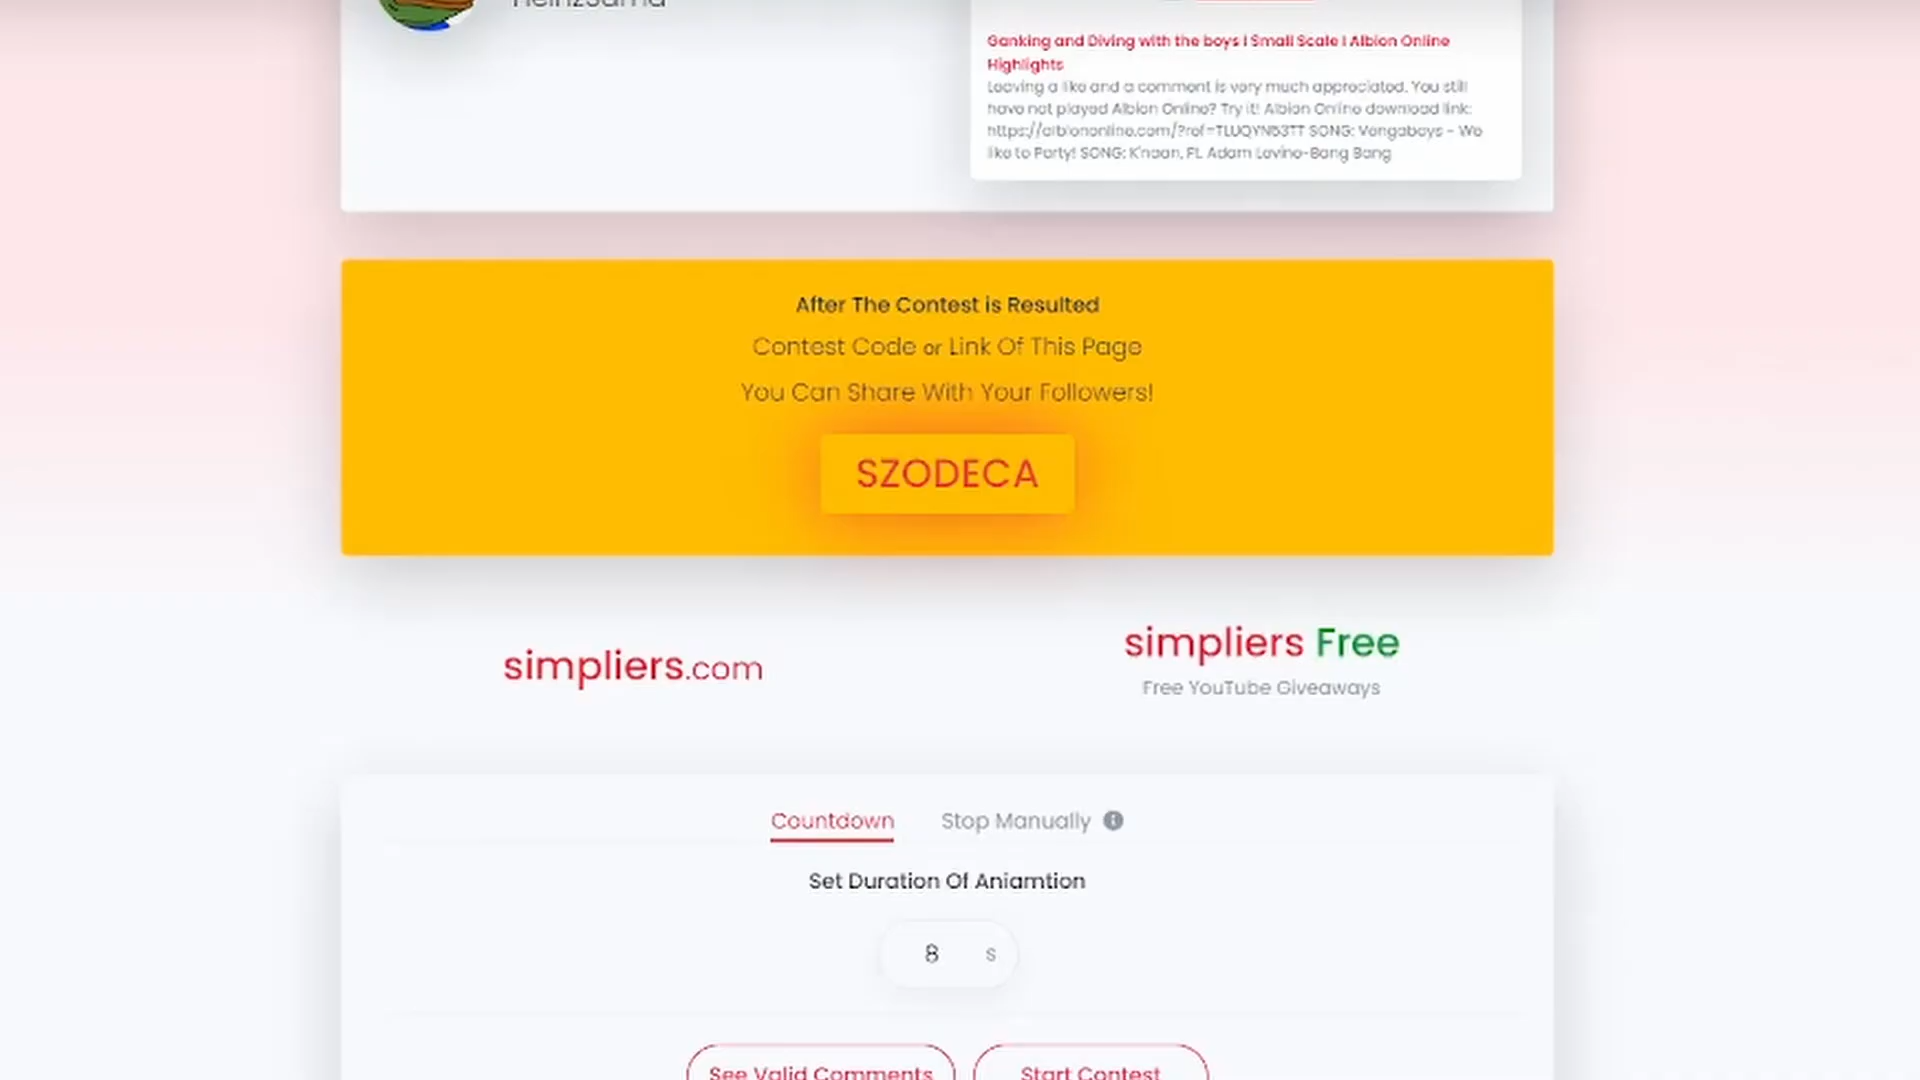 HeinzSama
Ganking and Diving with the boys I Small Scale I Albion Online
Highlights
Leaving a like and a comment is very much appreciated. You still
have not played Albion Online? Try it! Albion Online download link:
https://albiononline.com/?ref=TLUQYN53TT SONG: Vengaboys - We
like to Party! SONG: K'naan, Ft. Adam Levine-Bang Bang
After The Contest is Resulted
Contest Code or Link Of This Page
You Can Share With Your Followers!
SZODECA
simpliers.com
simpliers Free
Free YouTube Giveaways
Countdown
Stop Manually
Set Duration Of Aniamtion
8 s
See Valid Comments
Start Contest